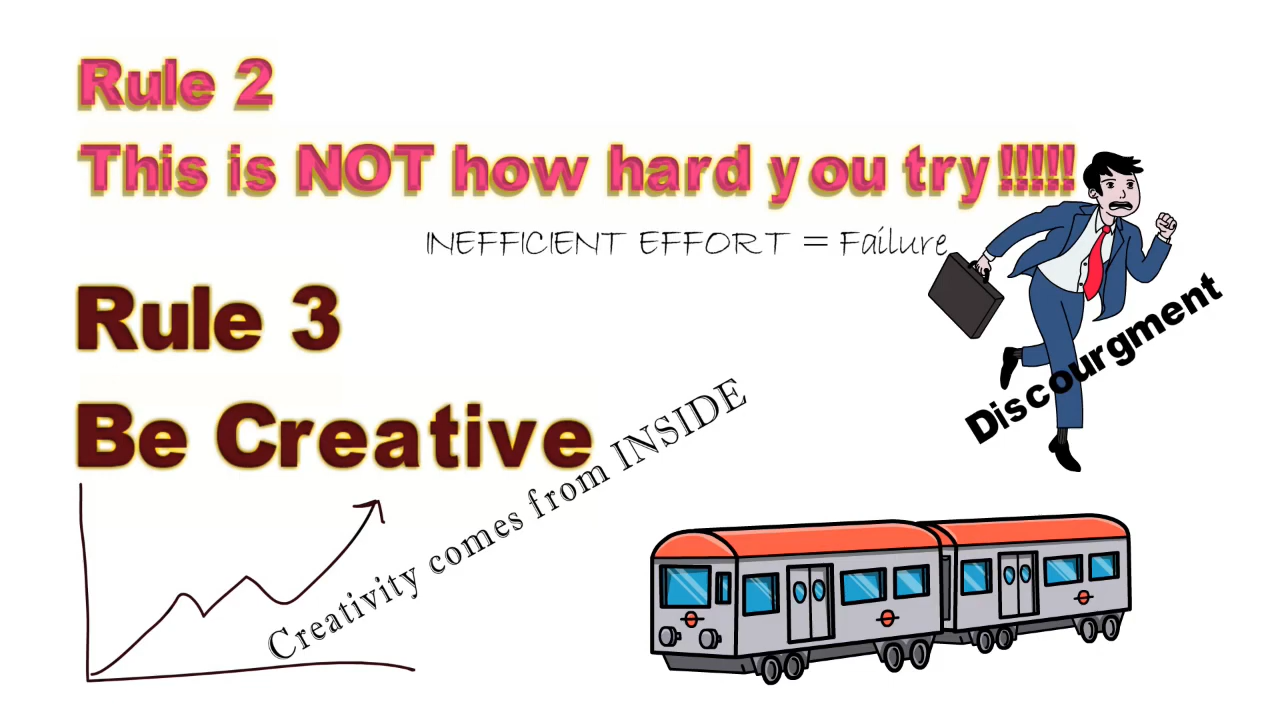 Rule 2
This is NOT how hard you try!!!!!
INEFFICIENT EFFORT = Failure
Discourgment
Rule 3
Be Creative
Creativity comes from INSIDE